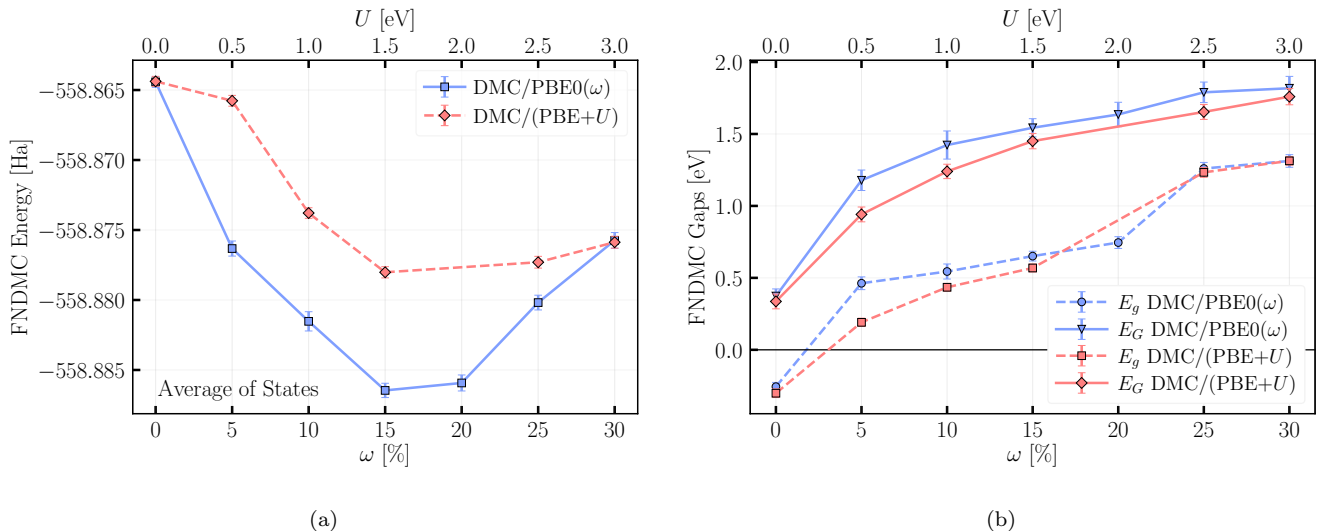 U [eV]
0.0 0.5 1.0 1.5 2.0 2.5 3.0
FNDMC Energy [Ha]
−558.865
−558.870
−558.875
−558.880
−558.885
DMC/PBE0(ω)
DMC/(PBE+U)
Average of States
0 5 10 15 20 25 30
ω [%]
(a)
U [eV]
0.0 0.5 1.0 1.5 2.0 2.5 3.0
FNDMC Gaps [eV]
2.0
1.5
1.0
0.5
0.0
E_g DMC/PBE0(ω)
E_G DMC/PBE0(ω)
E_g DMC/(PBE+U)
E_G DMC/(PBE+U)
0 5 10 15 20 25 30
ω [%]
(b)